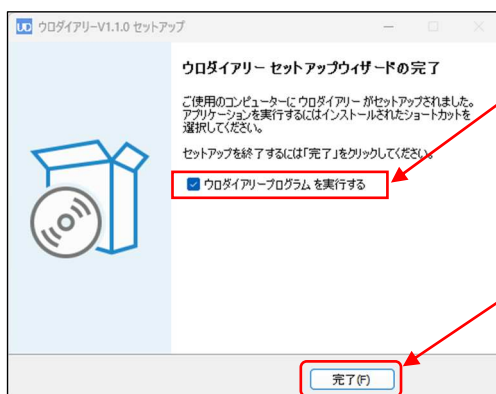 UD ウロダイアリーV1.1.0 セットアップ
ウロダイアリー セットアップウィザードの完了
ご使用のコンピューターに ウロダイアリー がセットアップされました。
アプリケーションを実行するにはインストールされたショートカットを
選択してください。
セットアップを終了するには「完了」をクリックしてください。
ウロダイアリープログラム を実行する
完了(F)